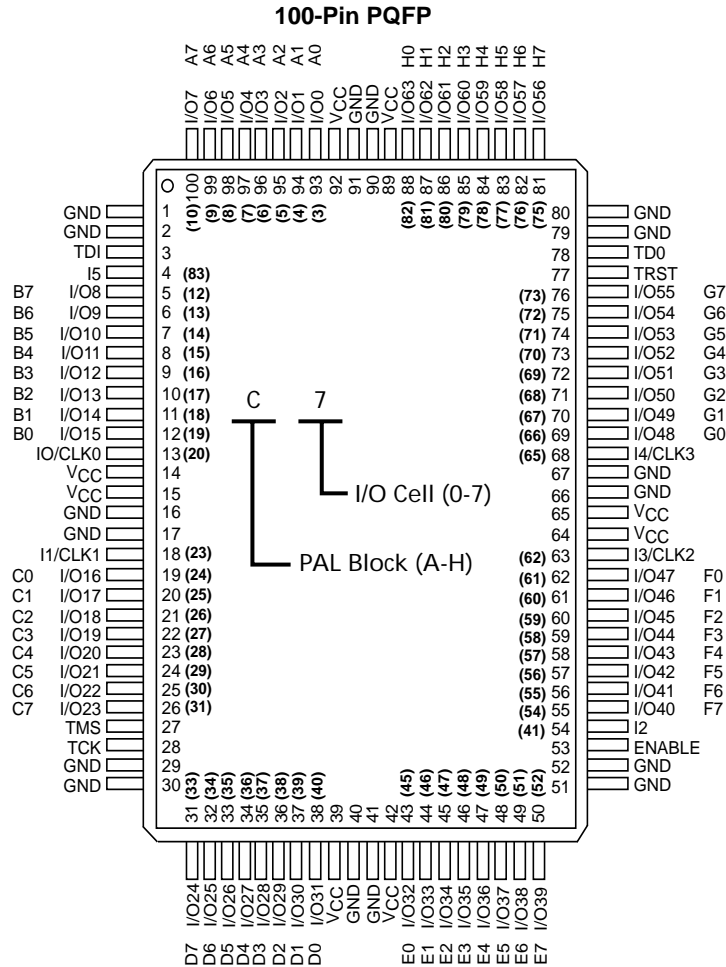 100-Pin PQFP
A7 A6 A5 A4 A3 A2 A1 A0 H0 H1 H2 H3 H4 H5 H6 H7
I/O7 I/O6 I/O5 I/O4 I/O3 I/O2 I/O1 I/O0 VCC GND GND VCC I/O63 I/O62 I/O61 I/O60 I/O59 I/O58 I/O57 I/O56
100 99 98 97 96 95 94 93 92 91 90 89 88 87 86 85 84 83 82 81
(10) (9) (8) (7) (6) (5) (4) (3) (82) (81) (80) (79) (78) (77) (76) (75)
GND 1 80 GND
GND 2 79 GND
TDI 3 78 TD0
I5 4 (83) 77 TRST
B7 I/O8 5 (12) (73) 76 I/O55 G7
B6 I/O9 6 (13) (72) 75 I/O54 G6
B5 I/O10 7 (14) (71) 74 I/O53 G5
B4 I/O11 8 (15) (70) 73 I/O52 G4
B3 I/O12 9 (16) (69) 72 I/O51 G3
B2 I/O13 10 (17) (68) 71 I/O50 G2
B1 I/O14 11 (18) C 7 (67) 70 I/O49 G1
B0 I/O15 12 (19) (66) 69 I/O48 G0
IO/CLK0 13 (20) (65) 68 I4/CLK3
VCC 14 67 GND
VCC 15 I/O Cell (0-7) 66 GND
GND 16 65 VCC
GND 17 64 VCC
I1/CLK1 18 (23) PAL Block (A-H) (62) 63 I3/CLK2
C0 I/O16 19 (24) (61) 62 I/O47 F0
C1 I/O17 20 (25) (60) 61 I/O46 F1
C2 I/O18 21 (26) (59) 60 I/O45 F2
C3 I/O19 22 (27) (58) 59 I/O44 F3
C4 I/O20 23 (28) (57) 58 I/O43 F4
C5 I/O21 24 (29) (56) 57 I/O42 F5
C6 I/O22 25 (30) (55) 56 I/O41 F6
C7 I/O23 26 (31) (54) 55 I/O40 F7
TMS 27 (41) 54 I2
TCK 28 53 ENABLE
GND 29 52 GND
GND 30 51 GND
(33) (34) (35) (36) (37) (38) (39) (40) (45) (46) (47) (48) (49) (50) (51) (52)
31 32 33 34 35 36 37 38 39 40 41 42 43 44 45 46 47 48 49 50
I/O24 I/O25 I/O26 I/O27 I/O28 I/O29 I/O30 I/O31 VCC GND GND VCC I/O32 I/O33 I/O34 I/O35 I/O36 I/O37 I/O38 I/O39
D7 D6 D5 D4 D3 D2 D1 D0 E0 E1 E2 E3 E4 E5 E6 E7